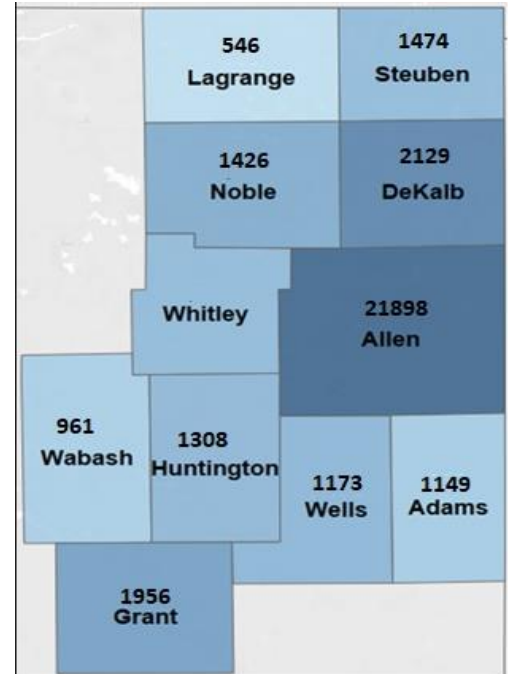 546
Lagrange
1474
Steuben
1426
Noble
2129
DeKalb
Whitley
21898
Allen
961
Wabash
1308
Huntington
1173
Wells
1149
Adams
1956
Grant